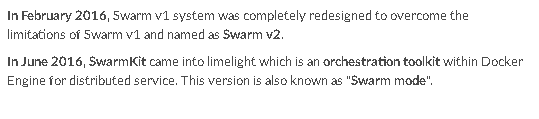 In February 2016, Swarm v1 system was completely redesigned to overcome the
limitations of Swarm v1 and named as Swarm v2.
In June 2016, SwarmKit came into limelight which is an orchestration toolkit within Docker
Engine for distributed service. This version is also known as "Swarm mode".